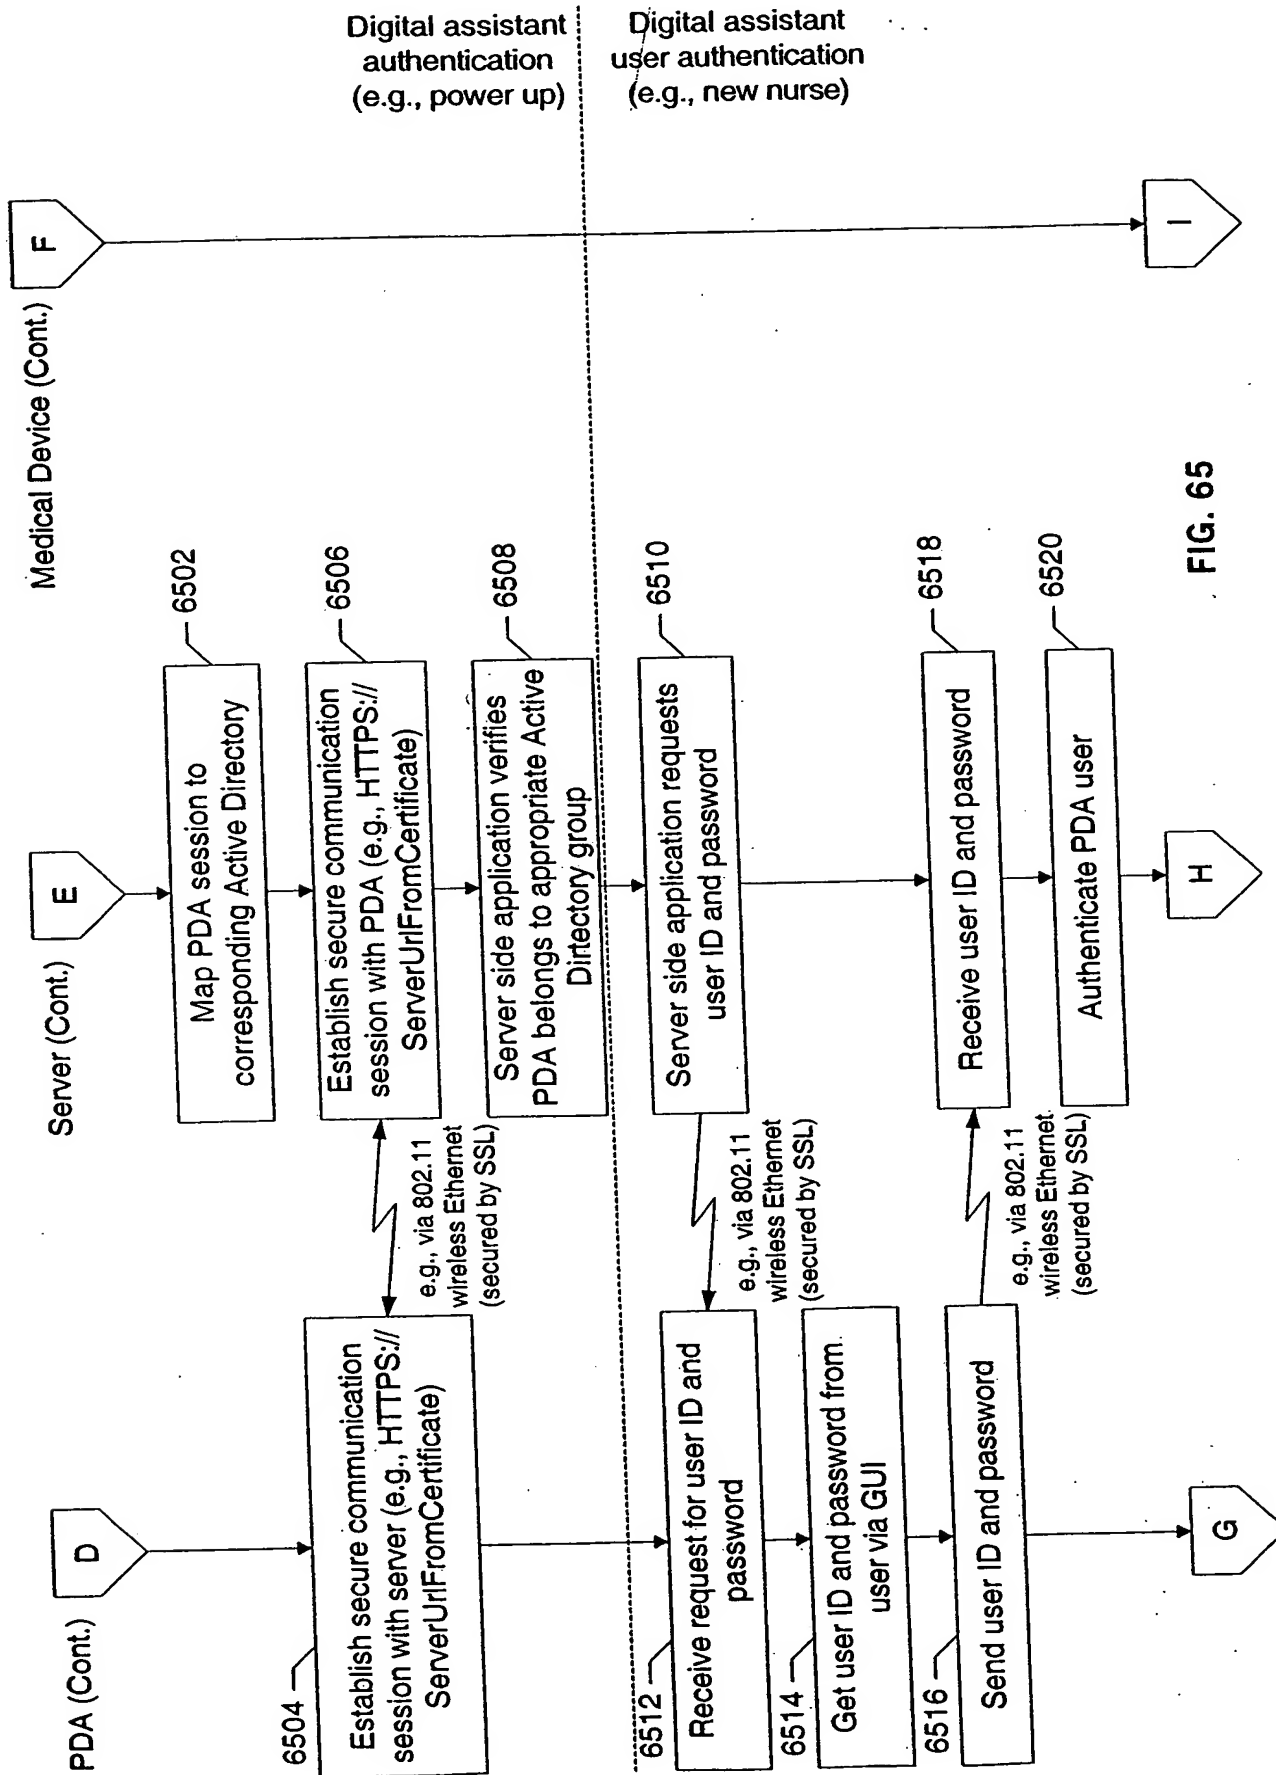 PDA (Cont.)
D
6504
Establish secure communication
session with server (e.g., HTTPS://
ServerUrlFromCertificate)
6512
Receive request for user ID and
password
6514
Get user ID and password from
user via GUI
6516
Send user ID and password
G
e.g., via 802.11
wireless Ethernet
(secured by SSL)
e.g., via 802.11
wireless Ethernet
(secured by SSL)
e.g., via 802.11
wireless Ethernet
(secured by SSL)
Server (Cont.)
E
Map PDA session to
corresponding Active Directory
6502
Establish secure communication
session with PDA (e.g., HTTPS://
ServerUrlFromCertificate)
6506
Server side application verifies
PDA belongs to appropriate Active
Dirtectory group
6508
Server side application requests
user ID and password
6510
Receive user ID and password
6518
Authenticate PDA user
6520
H
Medical Device (Cont.)
F
I
Digital assistant
authentication
(e.g., power up)
Digital assistant
user authentication
(e.g., new nurse)
FIG. 65